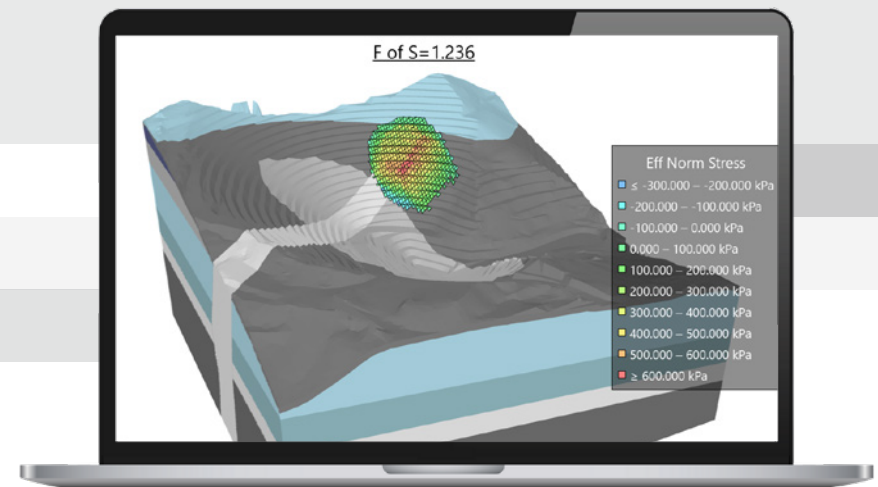 F of S=1.236
Eff Norm Stress
≤ -300.000 – -200.000 kPa
-200.000 – -100.000 kPa
-100.000 – 0.000 kPa
0.000 – 100.000 kPa
100.000 – 200.000 kPa
200.000 – 300.000 kPa
300.000 – 400.000 kPa
400.000 – 500.000 kPa
500.000 – 600.000 kPa
≥ 600.000 kPa